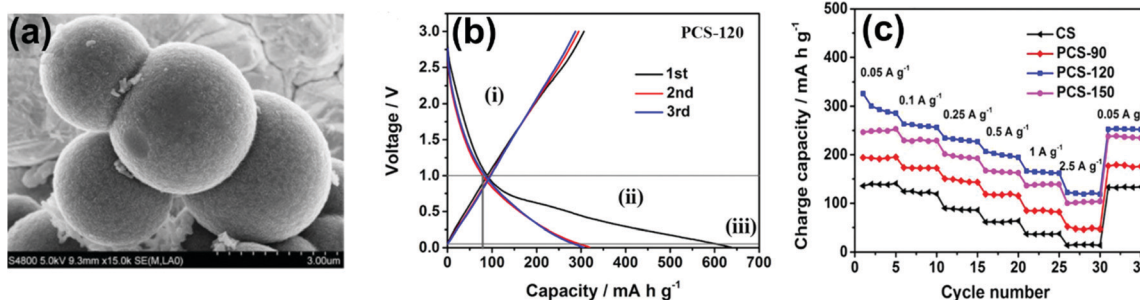 (a)
S4800 5.0kV 9.3mm x15.0k SE(M,LA0)
3.00um
(b)
PCS-120
1st
2nd
3rd
(i)
(ii)
(iii)
Voltage / V
3.0
2.5
2.0
1.5
1.0
0.5
0.0
0 100 200 300 400 500 600 700
Capacity / mA h g⁻¹
(c)
CS
PCS-90
PCS-120
PCS-150
0.05 A g⁻¹
0.1 A g⁻¹
0.25 A g⁻¹
0.5 A g⁻¹
1 A g⁻¹
2.5 A g⁻¹
0.05 A g
Charge capacity / mA h g⁻¹
500
400
300
200
100
0
0 5 10 15 20 25 30 35
Cycle number